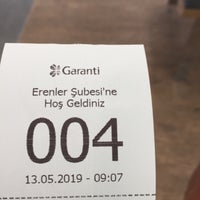 Garanti
Erenler Şubesi'ne
Hoş Geldiniz
004
13.05.2019 - 09:07